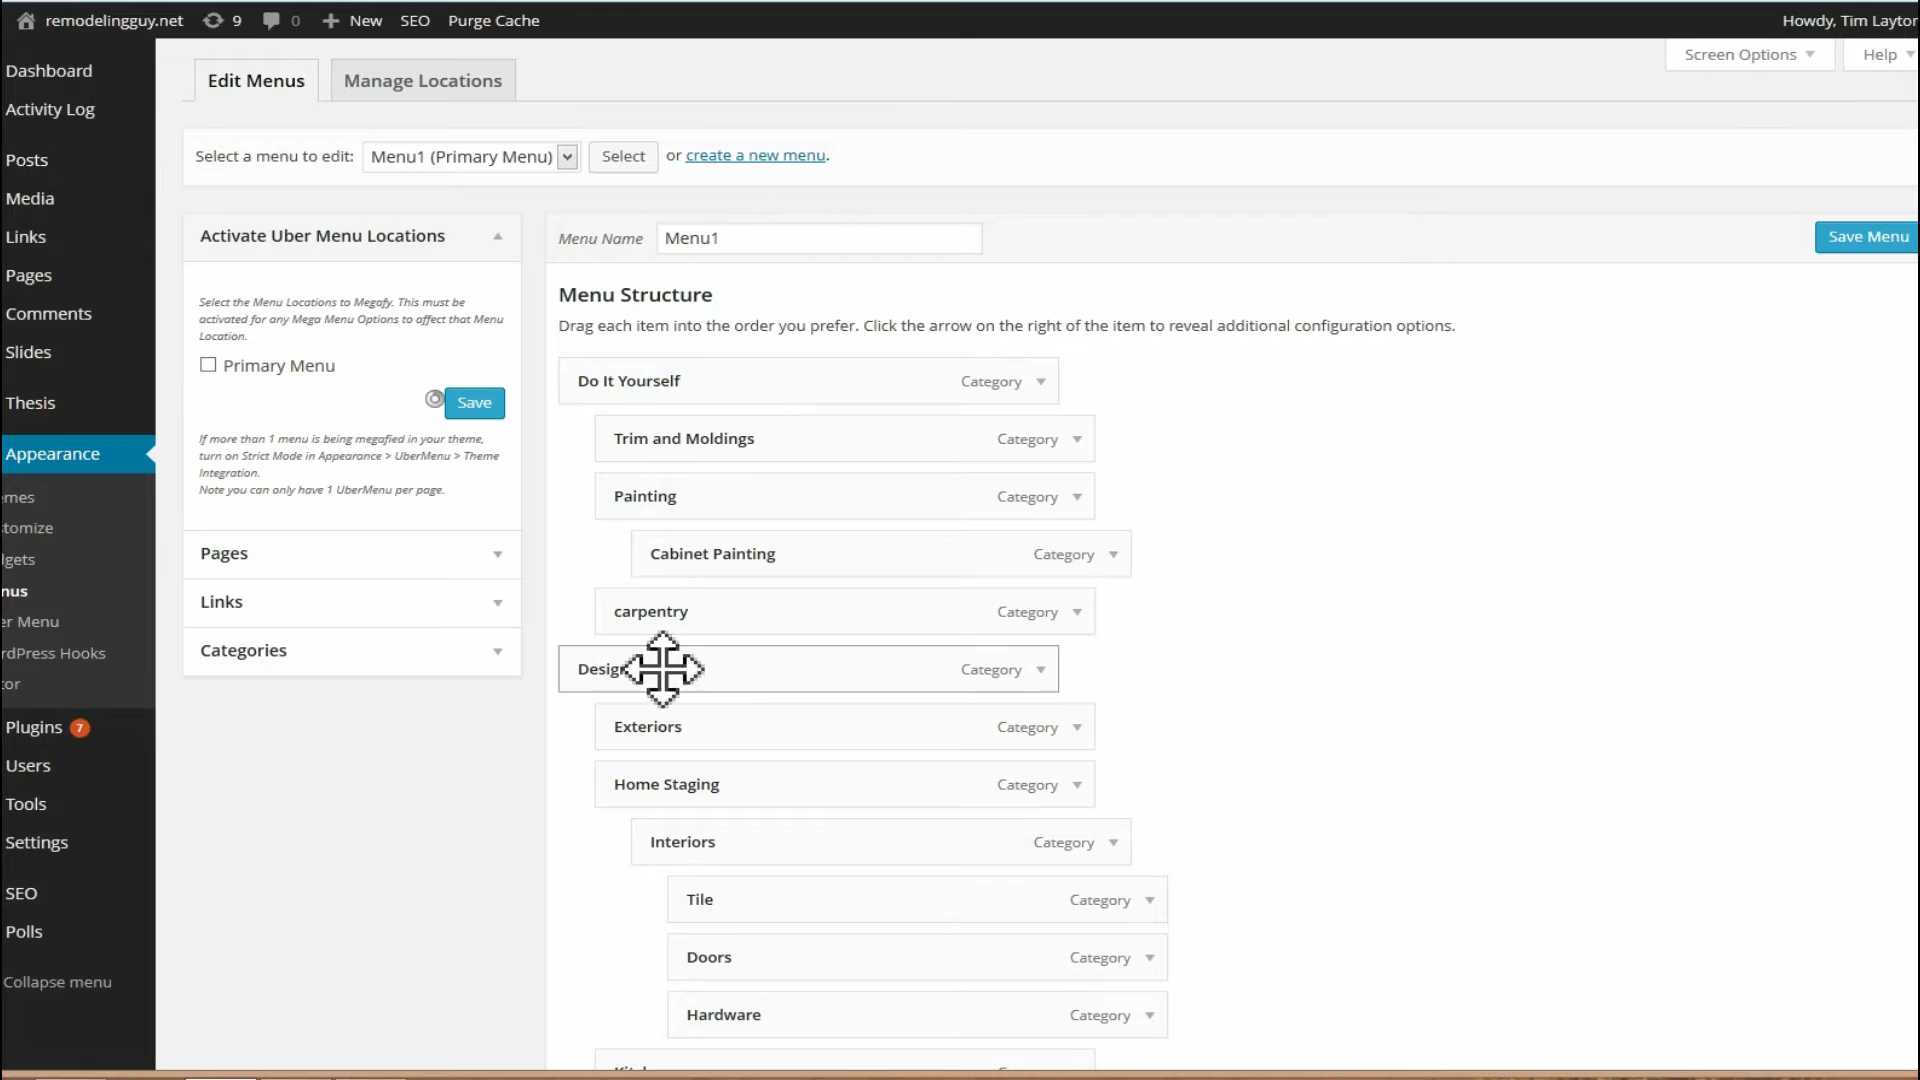 remodelingguy.net 9 0 New SEO Purge Cache Howdy, Tim Layton
Screen Options Help
Dashboard
Activity Log
Posts
Media
Links
Pages
Comments
Slides
Thesis
Appearance
emes
stomize
dgets
nus
er Menu
rdPress Hooks
tor
Plugins 7
Users
Tools
Settings
SEO
Polls
Collapse menu
Edit Menus Manage Locations
Select a menu to edit: Menu1 (Primary Menu) Select or create a new menu.
Activate Uber Menu Locations
Select the Menu Locations to Megafy. This must be
activated for any Mega Menu Options to affect that Menu
Location.
Primary Menu
Save
If more than 1 menu is being megafied in your theme,
turn on Strict Mode in Appearance > UberMenu > Theme
Integration.
Note you can only have 1 UberMenu per page.
Pages
Links
Categories
Menu Name Menu1 Save Menu
Menu Structure
Drag each item into the order you prefer. Click the arrow on the right of the item to reveal additional configuration options.
Do It Yourself Category
Trim and Moldings Category
Painting Category
Cabinet Painting Category
carpentry Category
Desig Category
Exteriors Category
Home Staging Category
Interiors Category
Tile Category
Doors Category
Hardware Category